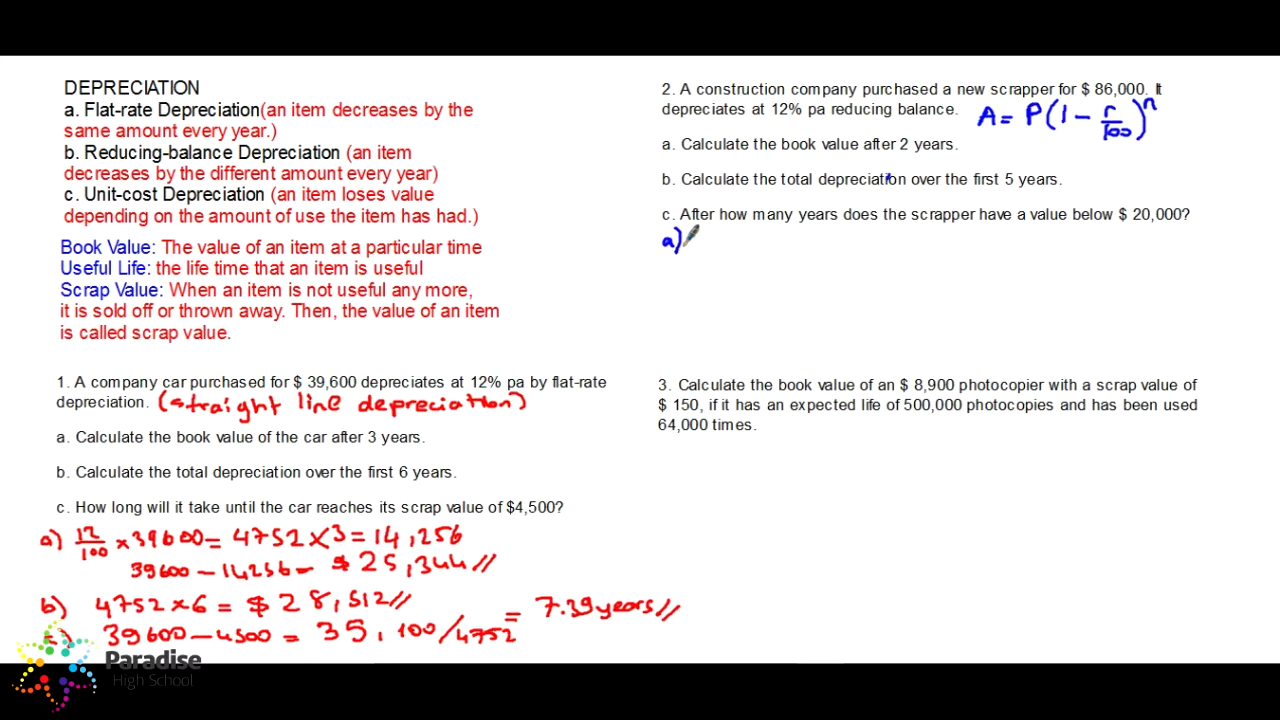 DEPRECIATION
a. Flat-rate Depreciation(an item decreases by the
same amount every year.)
b. Reducing-balance Depreciation (an item
decreases by the different amount every year)
c. Unit-cost Depreciation (an item loses value
depending on the amount of use the item has had.)
Book Value: The value of an item at a particular time
Useful Life: the life time that an item is useful
Scrap Value: When an item is not useful any more,
it is sold off or thrown away. Then, the value of an item
is called scrap value.
1. A company car purchased for $ 39,600 depreciates at 12% pa by flat-rate
depreciation. (straight line depreciation)
a. Calculate the book value of the car after 3 years.
b. Calculate the total depreciation over the first 6 years.
c. How long will it take until the car reaches its scrap value of $4,500?
a) 12/100 × 39600 = 4752 × 3 = 14,256
39600 - 14256 = $ 25,344 //
b) 4752 × 6 = $ 28,512 //
c) 39600 - 4500 = 35,100 / 4752 = 7.39 years //
Paradise
High School
2. A construction company purchased a new scrapper for $ 86,000. It
depreciates at 12% pa reducing balance. A = P(1 - r/100)^n
a. Calculate the book value after 2 years.
b. Calculate the total depreciation over the first 5 years.
c. After how many years does the scrapper have a value below $ 20,000?
a)
3. Calculate the book value of an $ 8,900 photocopier with a scrap value of
$ 150, if it has an expected life of 500,000 photocopies and has been used
64,000 times.